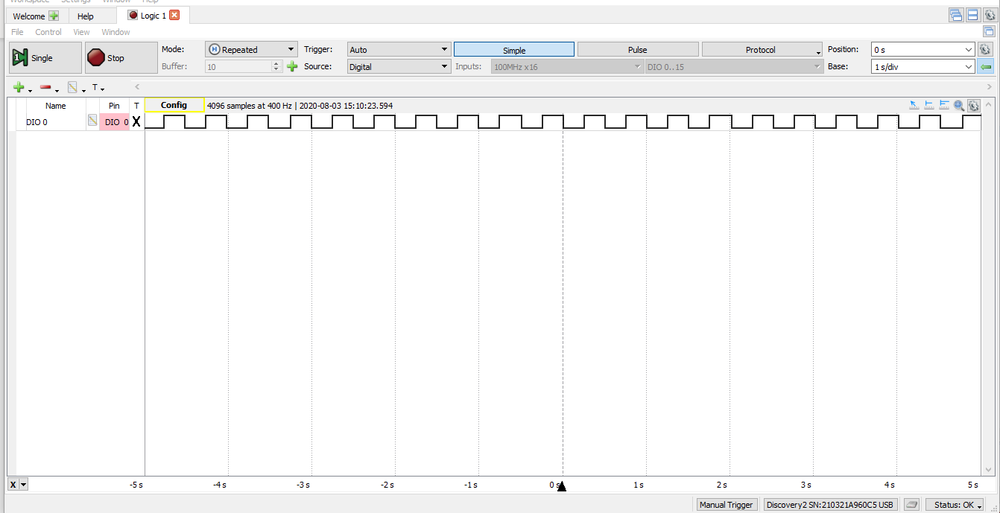 Workspace Settings Window Help
Welcome Help Logic 1
File Control View Window
Single Stop Mode: Repeated Trigger: Auto Simple Pulse Protocol Position: 0 s
Buffer: 10 Source: Digital Inputs: 100MHz x16 DIO 0..15 Base: 1 s/div
T
Name Pin T Config 4096 samples at 400 Hz | 2020-08-03 15:10:23.594
DIO 0 DIO 0 X
X -5 s -4 s -3 s -2 s -1 s 0 s 1 s 2 s 3 s 4 s 5 s
Manual Trigger Discovery2 SN:210321A960C5 USB Status: OK